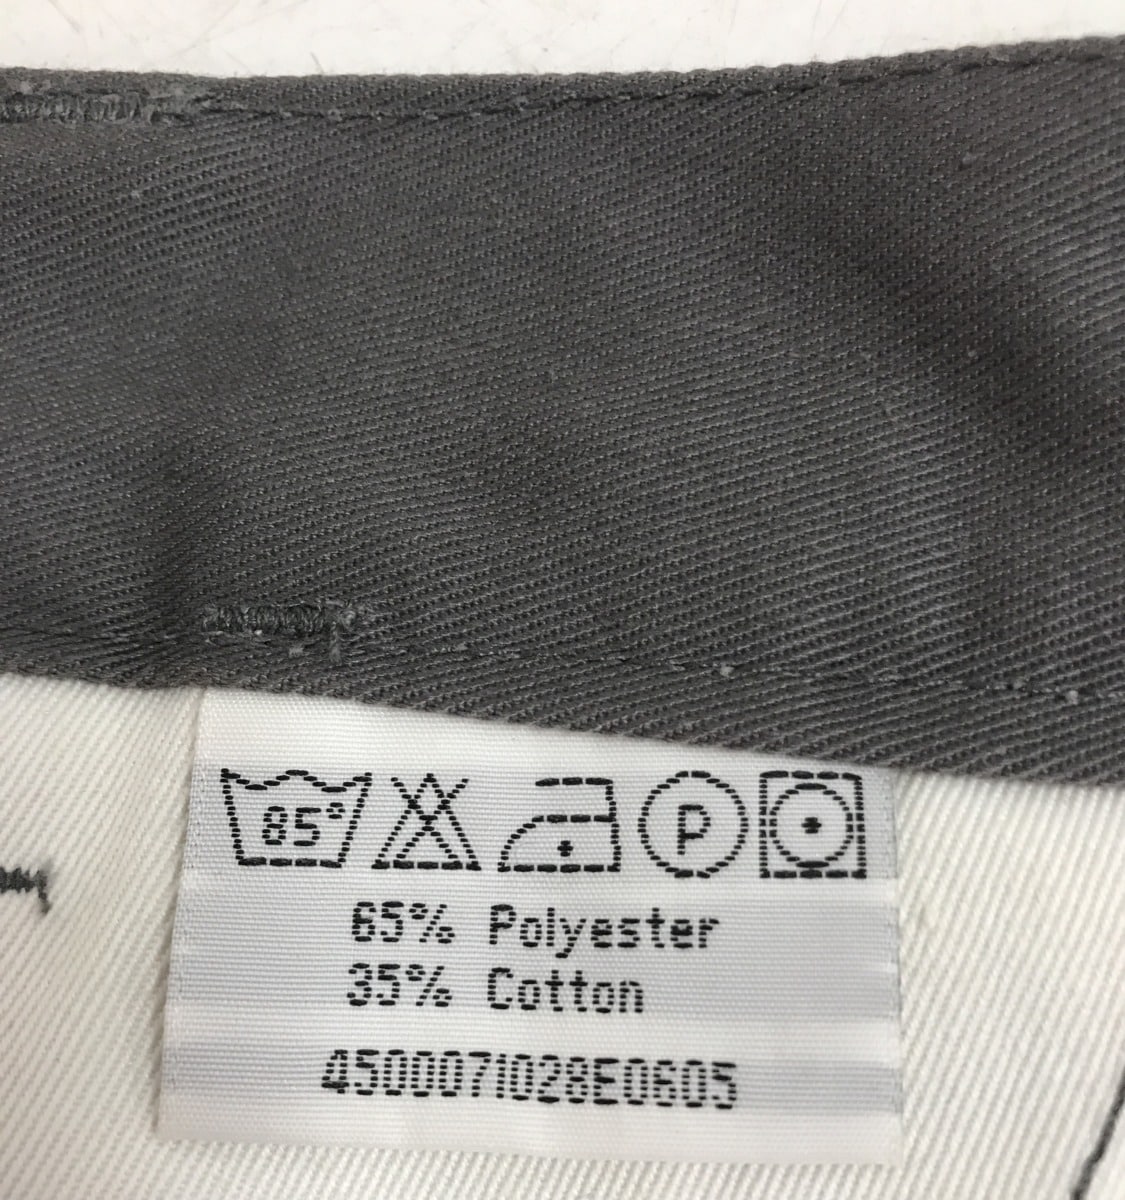 85°
P
65% Polyester
35% Cotton
4500071028E0605